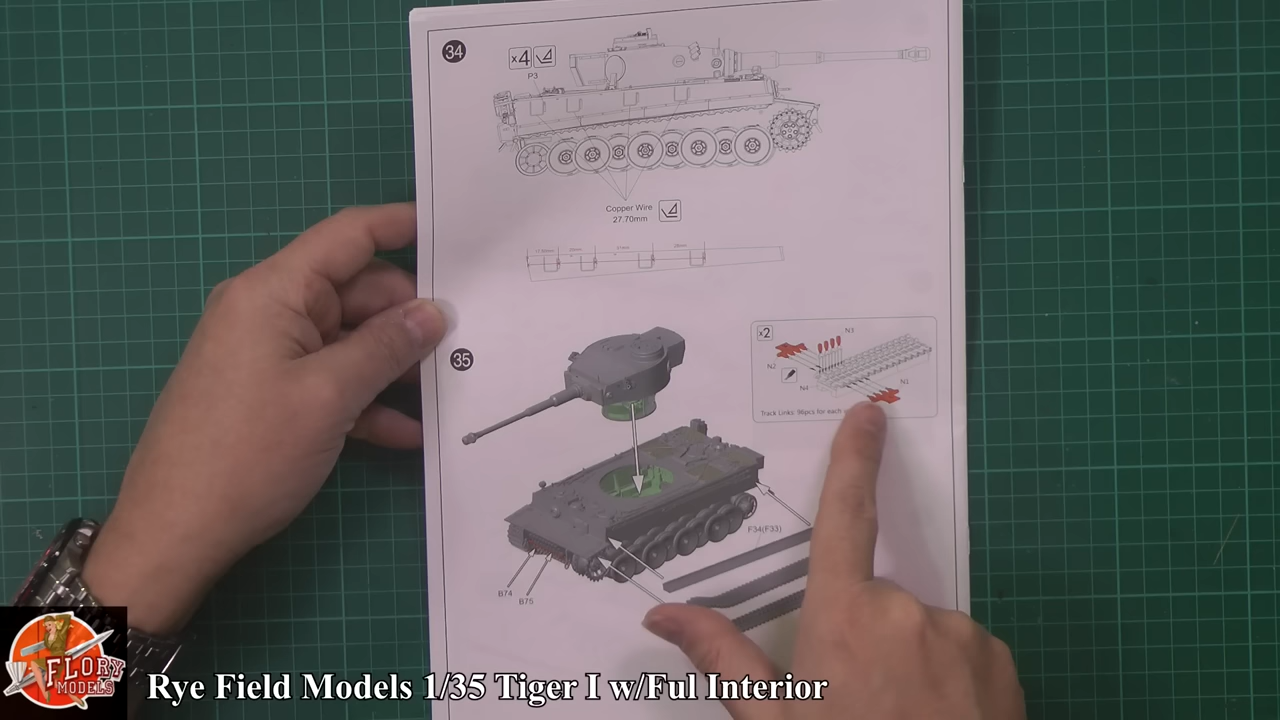 34
x4
P3
Copper Wire
27.70mm
35
x2
N3
N2
N4
N1
Track Links: 96pcs for each
F34(F33)
B74
B75
FLORY
MODELS
Rye Field Models 1/35 Tiger I w/Ful Interior